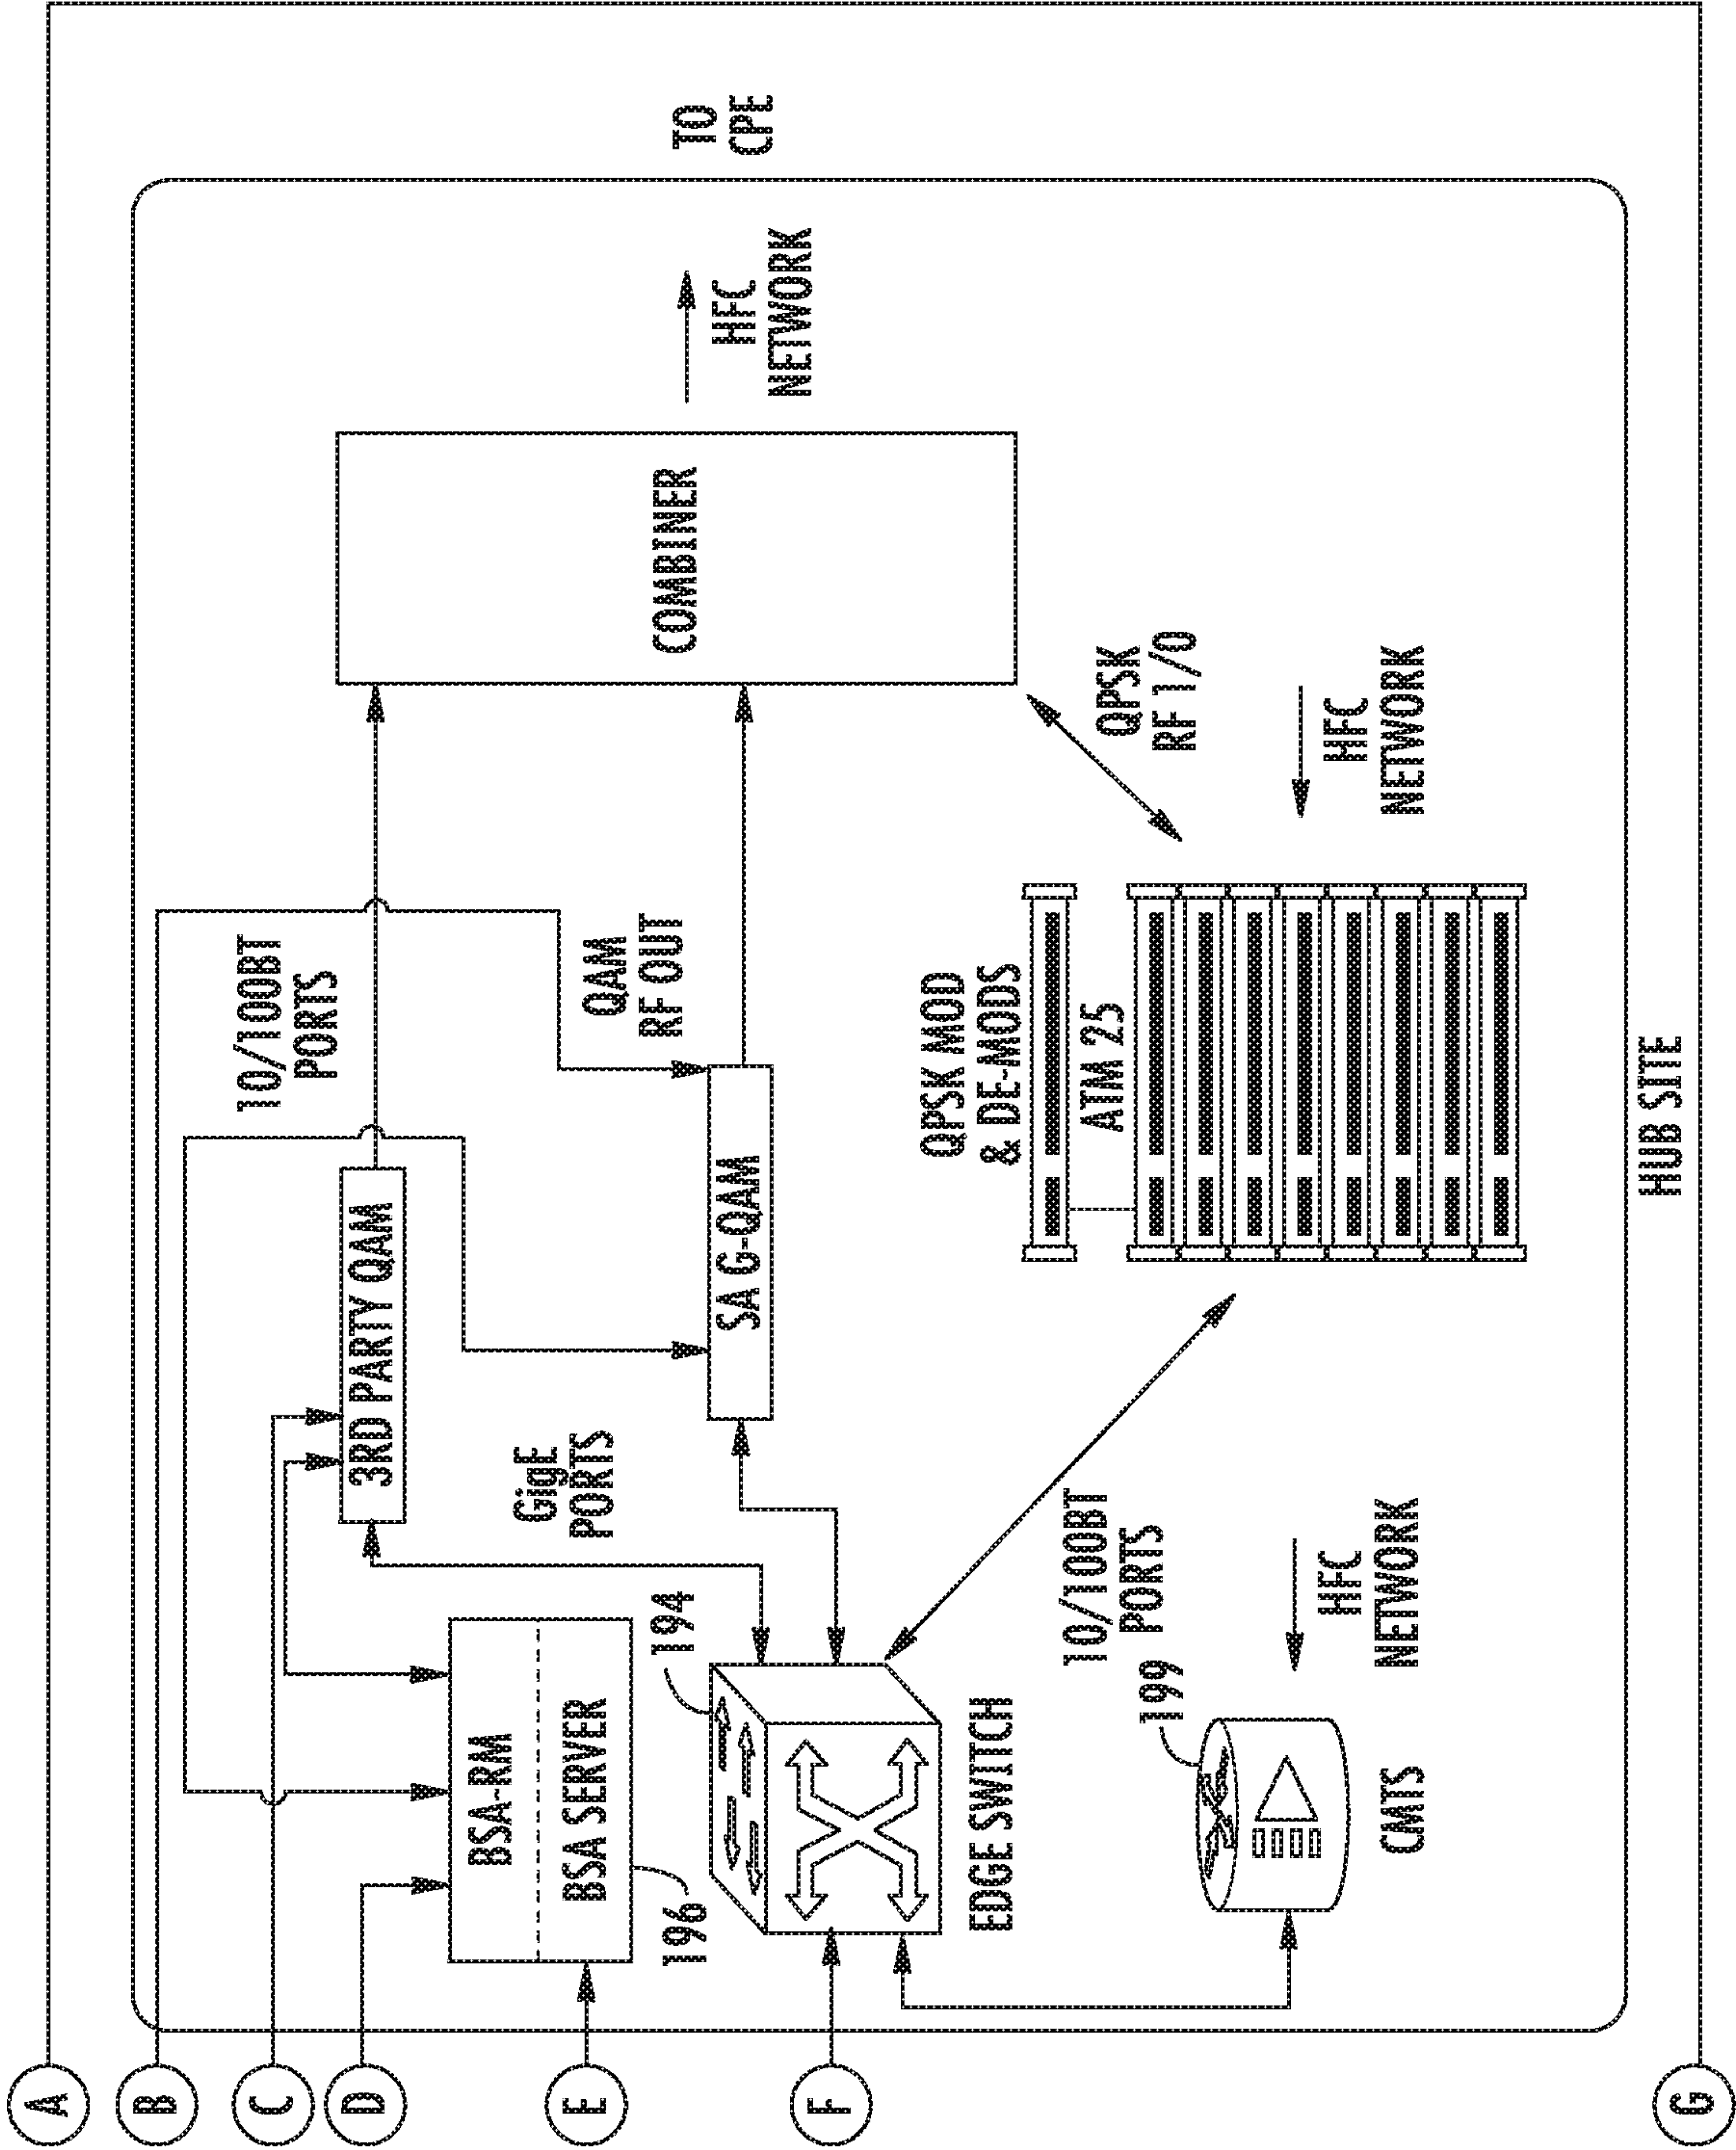 A
B
C
D
E
F
G
TO
CPE
HFC
NETWORK
COMBINER
10/100BT
PORTS
QAM
RF OUT
QPSK
RF 1/0
HFC
NETWORK
3RD PARTY QAM
SA G-QAM
QPSK MOD
& DE-MODS
ATM 25
GigE
PORTS
BSA-RM
BSA SERVER
196
194
EDGE SWITCH
10/100BT
PORTS
199
HFC
NETWORK
CMTS
HUB SITE